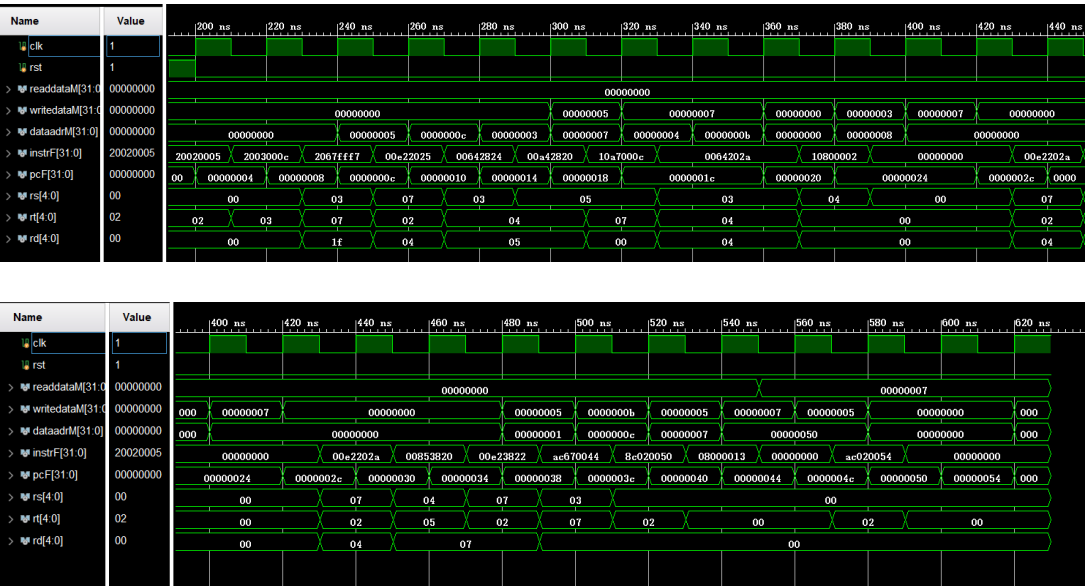 Name Value 200 ns 220 ns 240 ns 260 ns 280 ns 300 ns 320 ns 340 ns 360 ns 380 ns 400 ns 420 ns 440 ns
clk 1
rst 1
readdataM[31:0 00000000 00000000
writedataM[31:0 00000000 00000000 00000005 00000007 00000000 00000003 00000007 00000000
dataadrM[31:0] 00000000 00000000 00000005 0000000c 00000003 00000007 00000004 0000000b 00000000 00000008 00000000
instrF[31:0] 20020005 20020005 2003000c 2067fff7 00e22025 00642824 00a42820 10a7000c 0064202a 10800002 00000000 00e2202a
pcF[31:0] 00000000 00 00000004 00000008 0000000c 00000010 00000014 00000018 0000001c 00000020 00000024 0000002c 0000
rs[4:0] 00 00 03 07 03 05 03 04 00 07
rt[4:0] 02 02 03 07 02 04 07 04 00 02
rd[4:0] 00 00 1f 04 05 00 04 00 04
Name Value 400 ns 420 ns 440 ns 460 ns 480 ns 500 ns 520 ns 540 ns 560 ns 580 ns 600 ns 620 ns
clk 1
rst 1
readdataM[31:0 00000000 00000000 00000007
writedataM[31:0 00000000 000 00000007 00000000 00000005 0000000b 00000005 00000007 00000005 00000000 000
dataadrM[31:0] 00000000 000 00000000 00000001 0000000c 00000007 00000050 00000000 000
instrF[31:0] 20020005 00000000 00e2202a 00853820 00e23822 ac670044 8c020050 08000013 00000000 ac020054 00000000
pcF[31:0] 00000000 00000024 0000002c 00000030 00000034 00000038 0000003c 00000040 00000044 0000004c 00000050 00000054 000
rs[4:0] 00 00 07 04 07 03 00
rt[4:0] 02 00 02 05 02 07 02 00 02 00
rd[4:0] 00 00 04 07 00